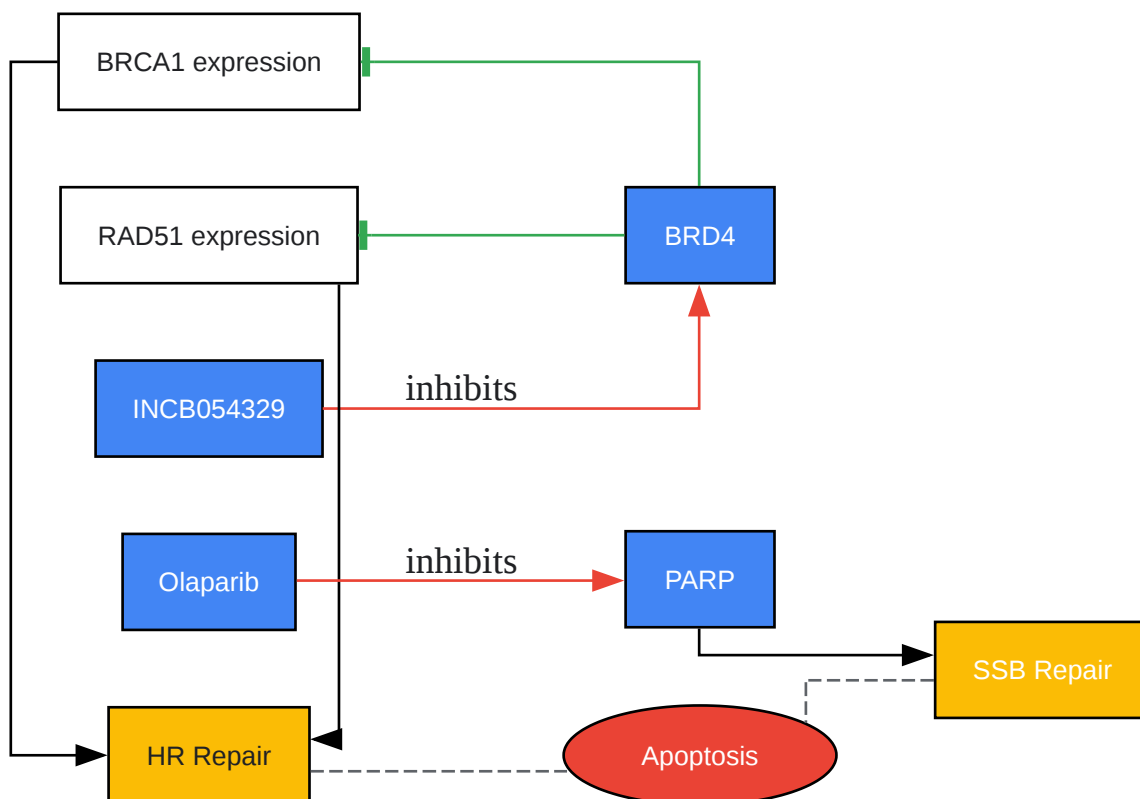 BRCA1 expression
RAD51 expression
BRD4
INCB054329
inhibits
Olaparib
inhibits
PARP
SSB Repair
HR Repair
Apoptosis